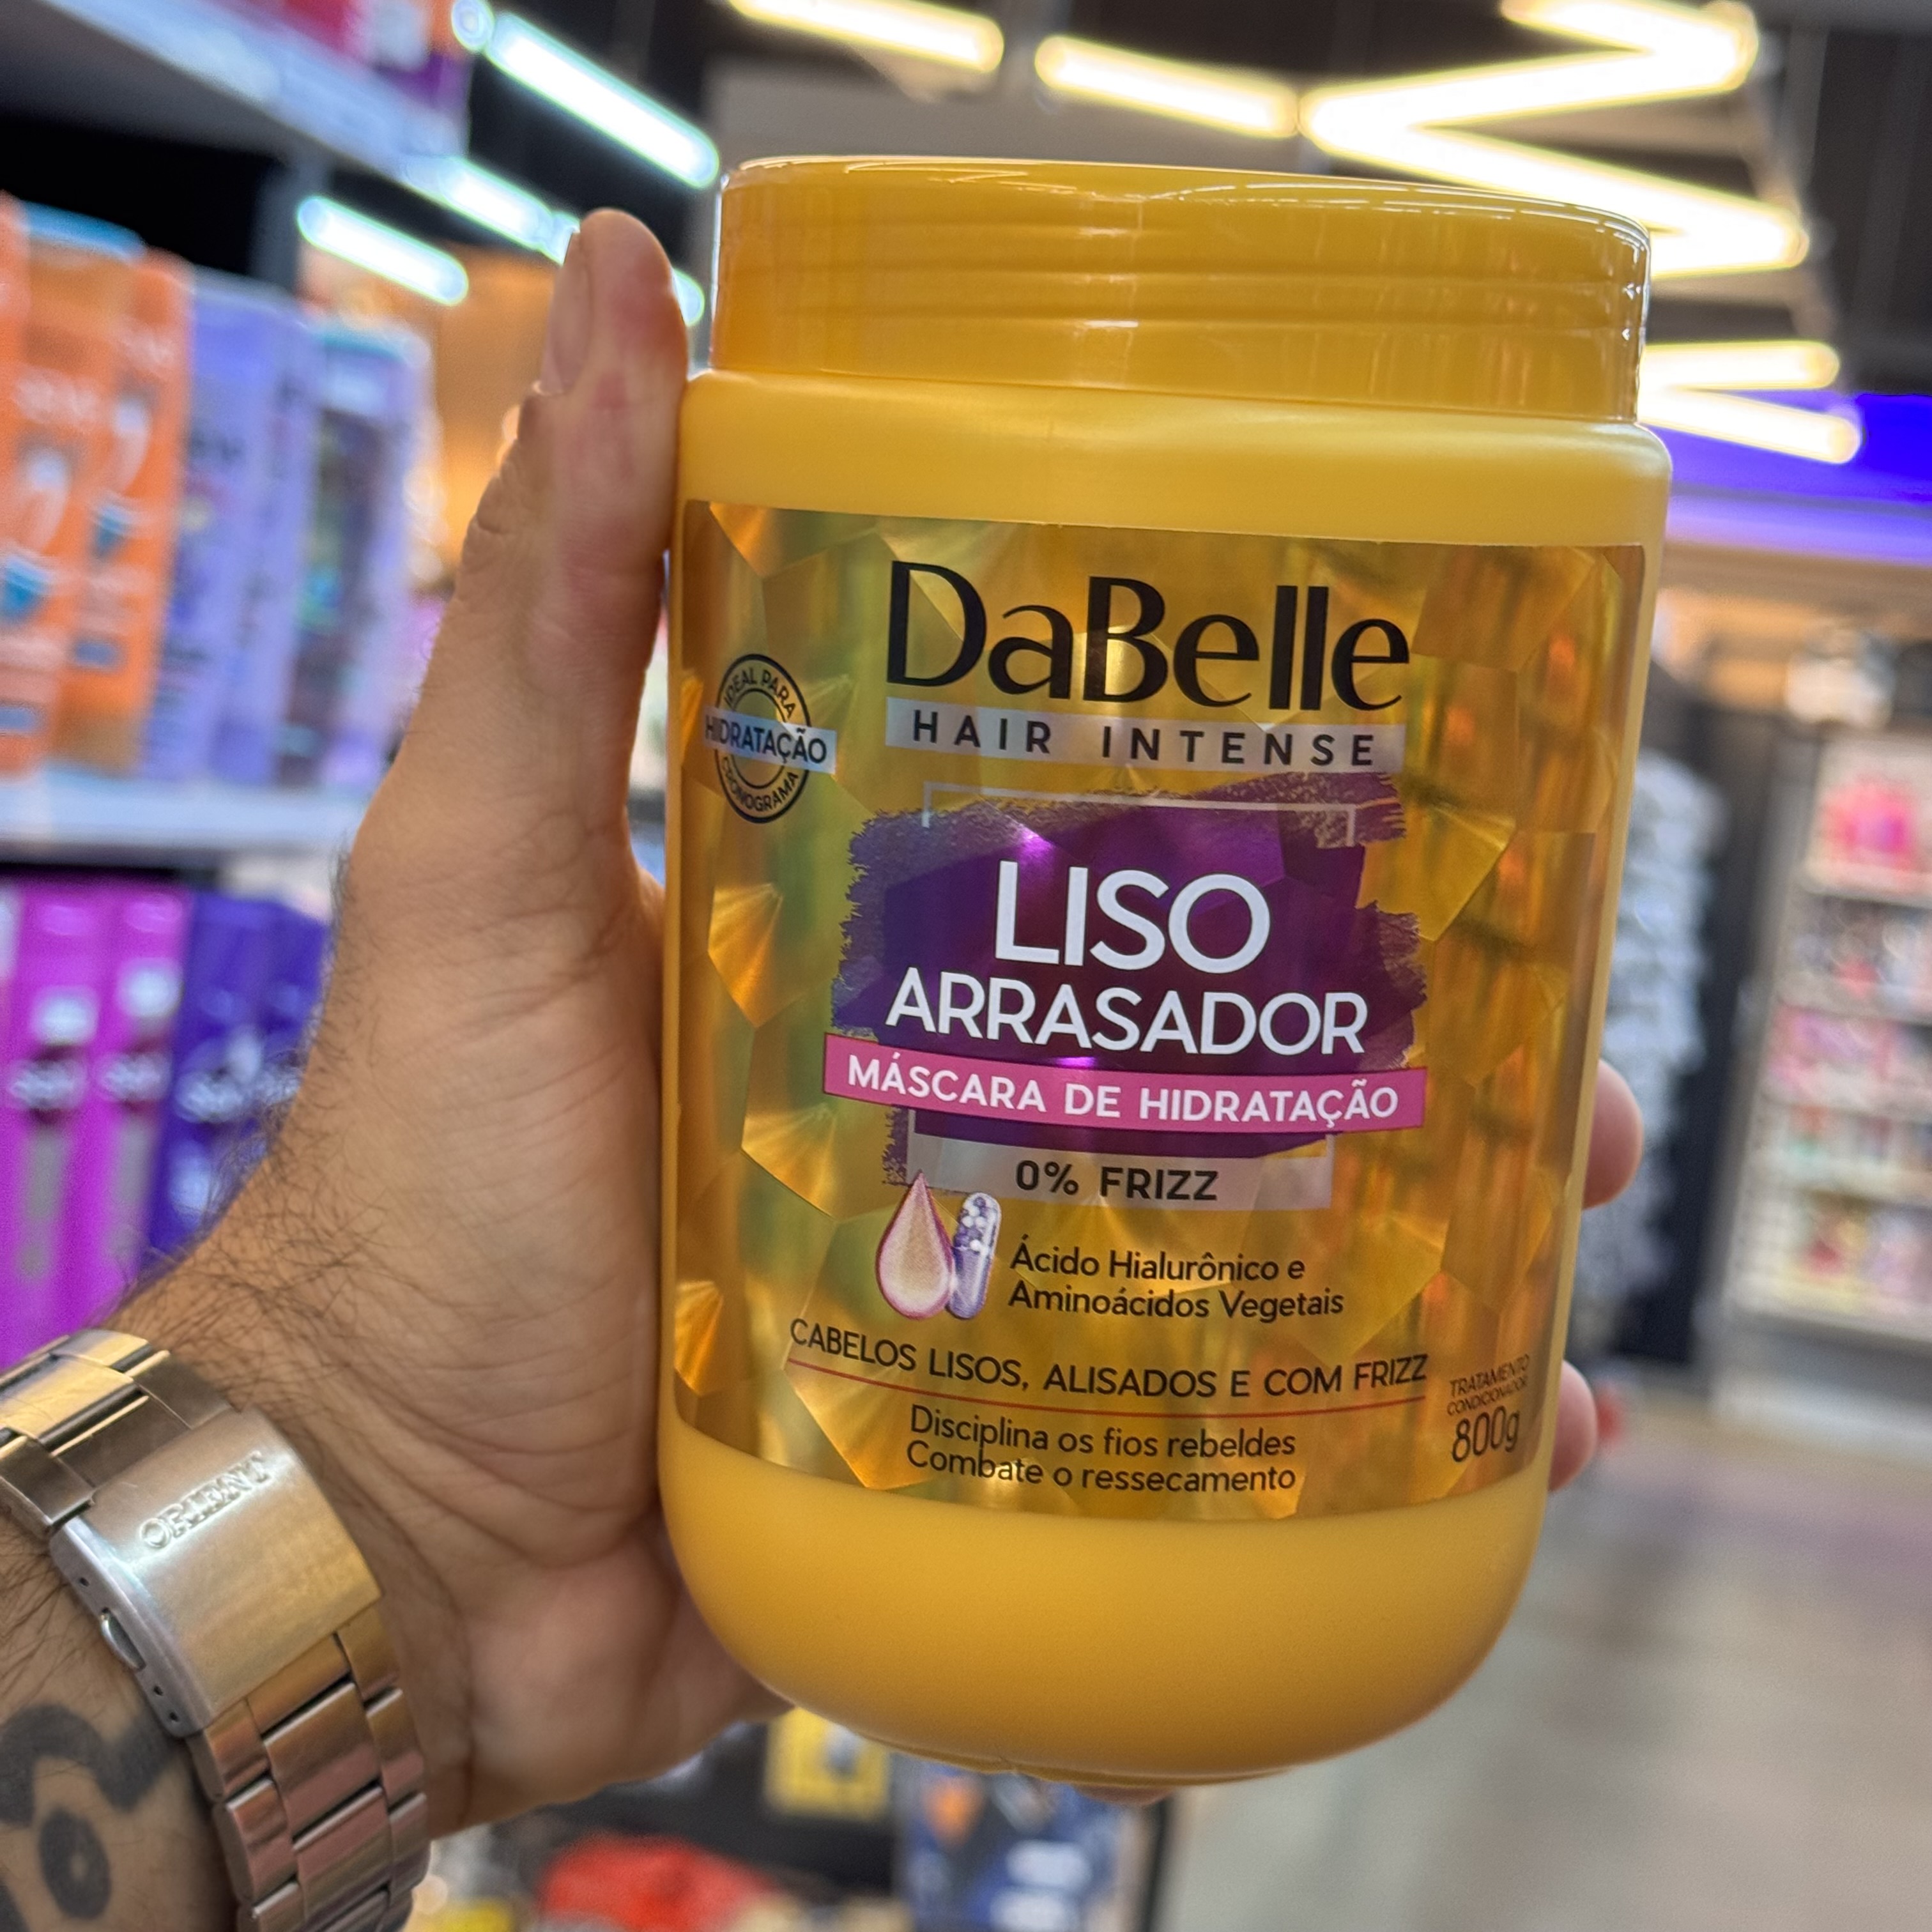 DaBelle
HAIR INTENSE
IDEAL PARA
HIDRATAÇÃO
CRONOGRAMA
LISO
ARRASADOR
MÁSCARA DE HIDRATAÇÃO
0% FRIZZ
Ácido Hialurônico e
Aminoácidos Vegetais
CABELOS LISOS, ALISADOS E COM FRIZZ
Disciplina os fios rebeldes
Combate o ressecamento
TRATAMENTO
CONDICIONADOR
800g
ORIENT